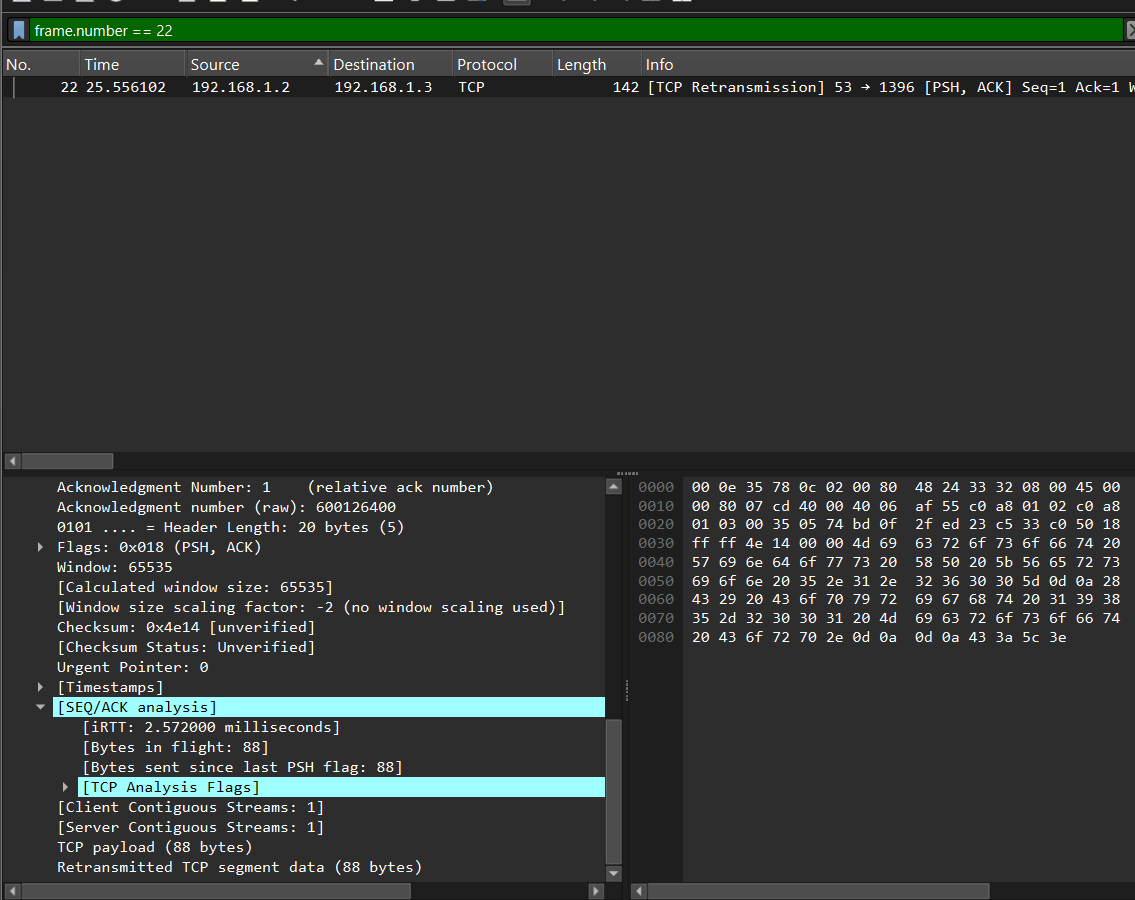 frame.number == 22
No. Time Source Destination Protocol Length Info
22 25.556102 192.168.1.2 192.168.1.3 TCP 142 [TCP Retransmission] 53 → 1396 [PSH, ACK] Seq=1 Ack=1 W
Acknowledgment Number: 1 (relative ack number)
Acknowledgment number (raw): 600126400
0101 .... = Header Length: 20 bytes (5)
Flags: 0x018 (PSH, ACK)
Window: 65535
[Calculated window size: 65535]
[Window size scaling factor: -2 (no window scaling used)]
Checksum: 0x4e14 [unverified]
[Checksum Status: Unverified]
Urgent Pointer: 0
[Timestamps]
[SEQ/ACK analysis]
[iRTT: 2.572000 milliseconds]
[Bytes in flight: 88]
[Bytes sent since last PSH flag: 88]
[TCP Analysis Flags]
[Client Contiguous Streams: 1]
[Server Contiguous Streams: 1]
TCP payload (88 bytes)
Retransmitted TCP segment data (88 bytes)
0000 00 0e 35 78 0c 02 00 80 48 24 33 32 08 00 45 00
0010 00 80 07 cd 40 00 40 06 af 55 c0 a8 01 02 c0 a8
0020 01 03 00 35 05 74 bd 0f 2f ed 23 c5 33 c0 50 18
0030 ff ff 4e 14 00 00 4d 69 63 72 6f 73 6f 66 74 20
0040 57 69 6e 64 6f 77 73 20 58 50 20 5b 56 65 72 73
0050 69 6f 6e 20 35 2e 31 2e 32 36 30 30 5d 0d 0a 28
0060 43 29 20 43 6f 70 79 72 69 67 68 74 20 31 39 38
0070 35 2d 32 30 30 31 20 4d 69 63 72 6f 73 6f 66 74
0080 20 43 6f 72 70 2e 0d 0a 0d 0a 43 3a 5c 3e